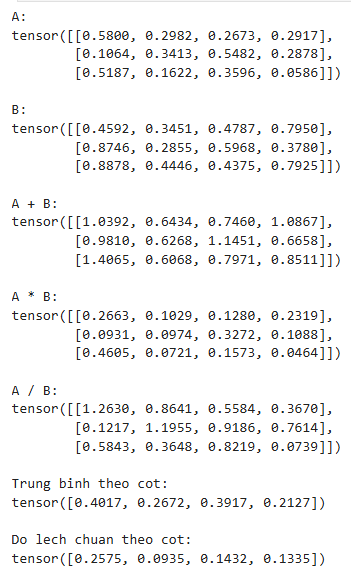 A:
tensor([[0.5800, 0.2982, 0.2673, 0.2917],
        [0.1064, 0.3413, 0.5482, 0.2878],
        [0.5187, 0.1622, 0.3596, 0.0586]])

B:
tensor([[0.4592, 0.3451, 0.4787, 0.7950],
        [0.8746, 0.2855, 0.5968, 0.3780],
        [0.8878, 0.4446, 0.4375, 0.7925]])

A + B:
tensor([[1.0392, 0.6434, 0.7460, 1.0867],
        [0.9810, 0.6268, 1.1451, 0.6658],
        [1.4065, 0.6068, 0.7971, 0.8511]])

A * B:
tensor([[0.2663, 0.1029, 0.1280, 0.2319],
        [0.0931, 0.0974, 0.3272, 0.1088],
        [0.4605, 0.0721, 0.1573, 0.0464]])

A / B:
tensor([[1.2630, 0.8641, 0.5584, 0.3670],
        [0.1217, 1.1955, 0.9186, 0.7614],
        [0.5843, 0.3648, 0.8219, 0.0739]])

Trung binh theo cot:
tensor([0.4017, 0.2672, 0.3917, 0.2127])

Do lech chuan theo cot:
tensor([0.2575, 0.0935, 0.1432, 0.1335])